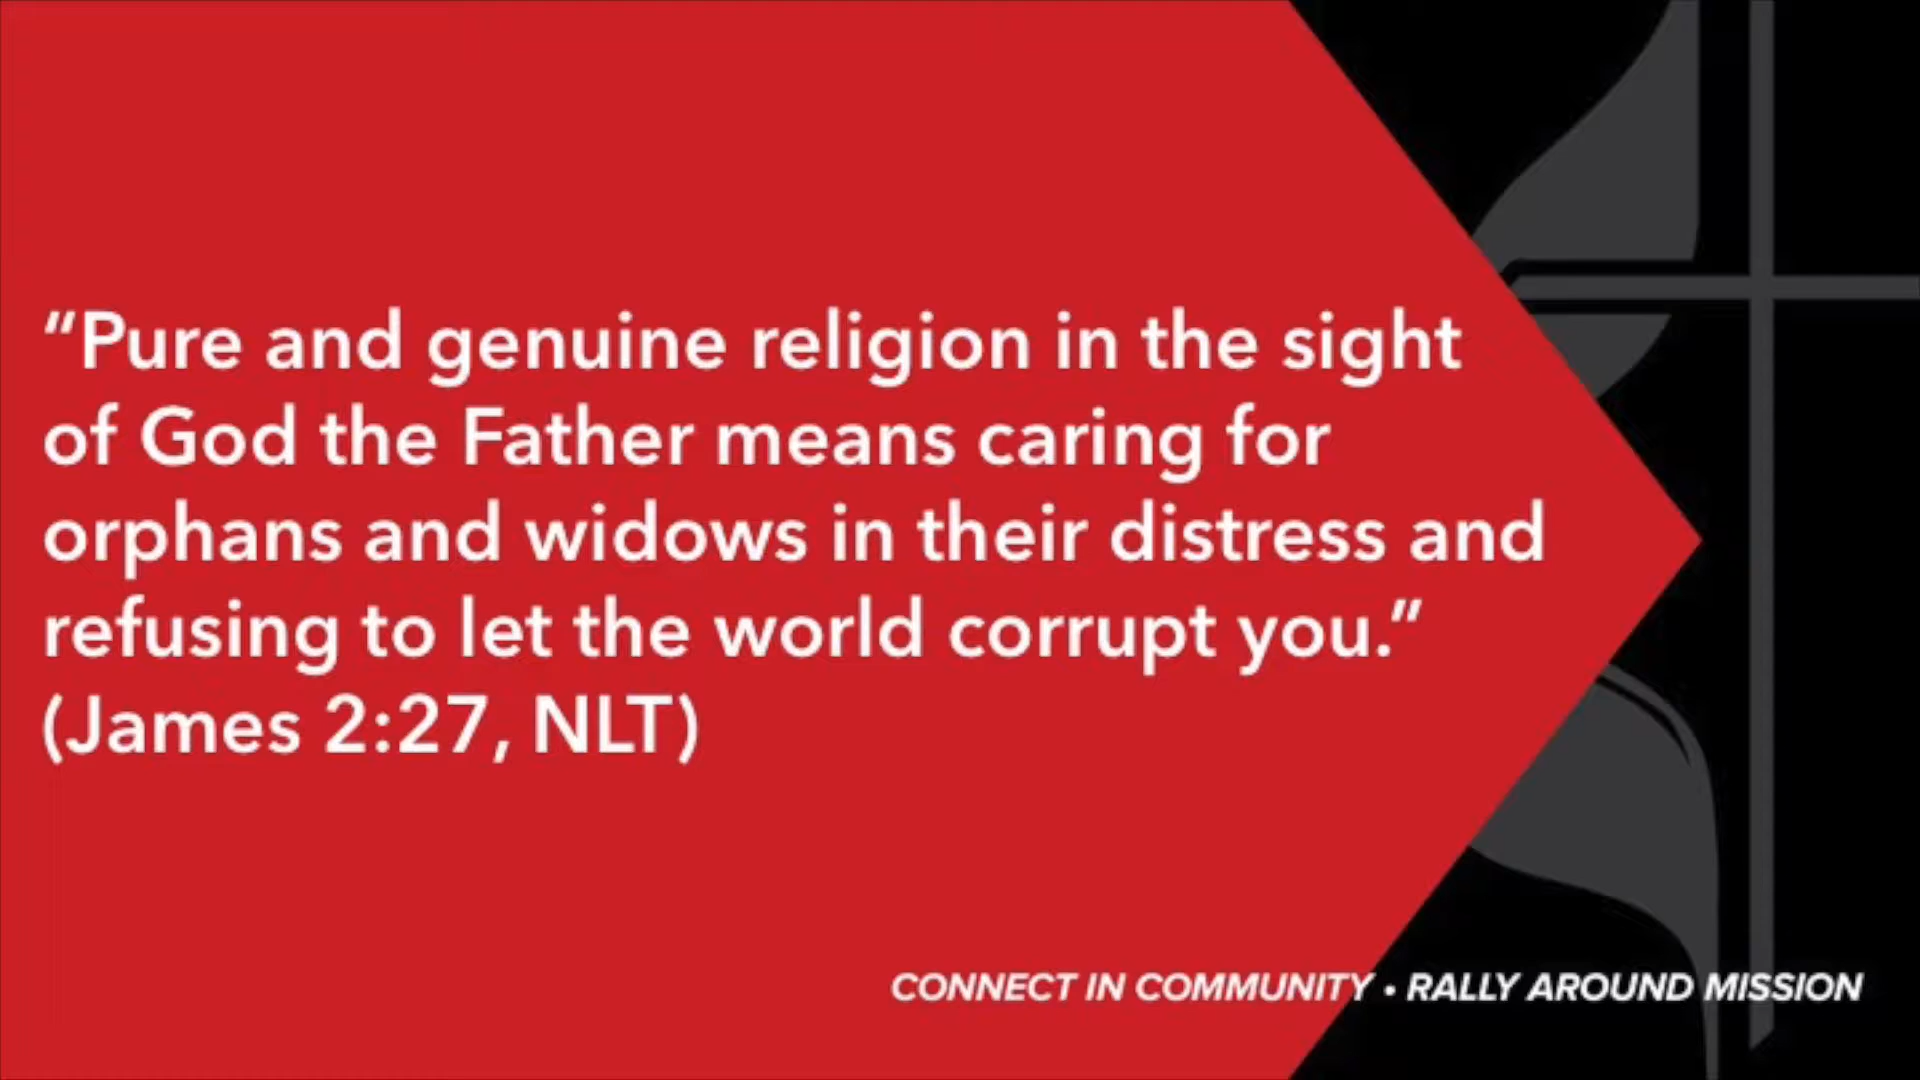 “Pure and genuine religion in the sight
of God the Father means caring for
orphans and widows in their distress and
refusing to let the world corrupt you.”
(James 2:27, NLT)
CONNECT IN COMMUNITY • RALLY AROUND MISSION